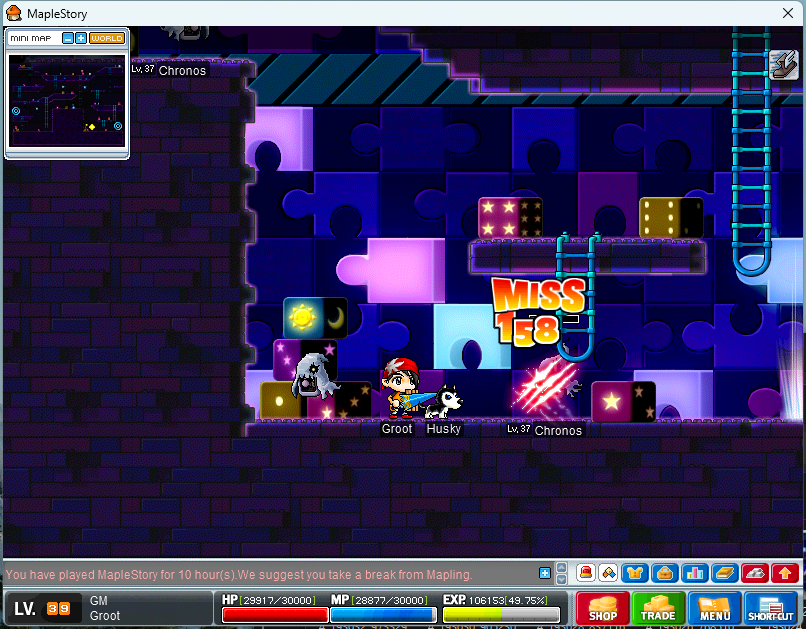 MapleStory
MINI MAP
WORLD
Lv. 37 Chronos
MISS
158
Groot
Husky
Lv. 37 Chronos
You have played MapleStory for 10 hour(s).We suggest you take a break from Mapling.
LV. 39
GM
Groot
HP[29917/30000]
MP[28877/30000]
EXP. 106153[49.75%]
SHOP
TRADE
MENU
SHORTCUT